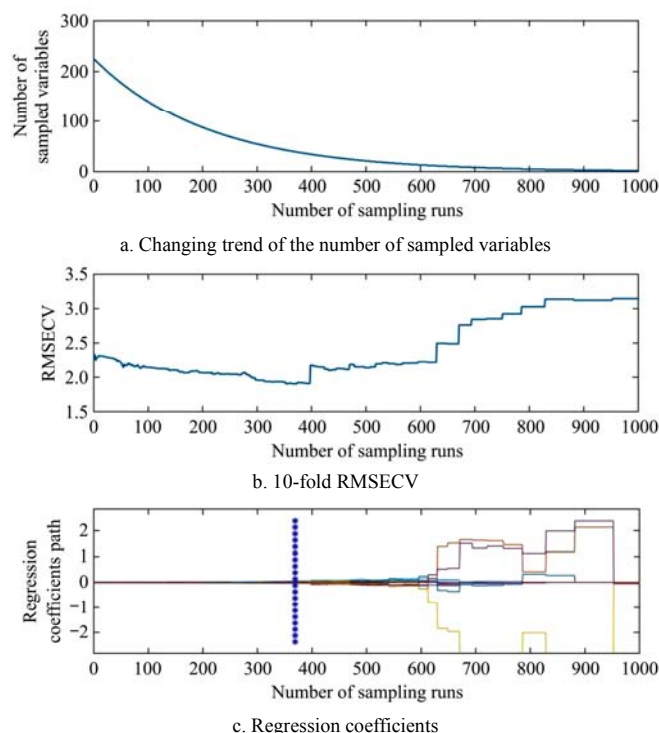 300
200
100
0
Number of
sampled variables
0 100 200 300 400 500 600 700 800 900 1000
Number of sampling runs
a. Changing trend of the number of sampled variables
3.5
3.0
2.5
2.0
1.5
RMSECV
0 100 200 300 400 500 600 700 800 900 1000
Number of sampling runs
b. 10-fold RMSECV
2
1
0
−1
−2
Regression
coefficients path
0 100 200 300 400 500 600 700 800 900 1000
Number of sampling runs
c. Regression coefficients